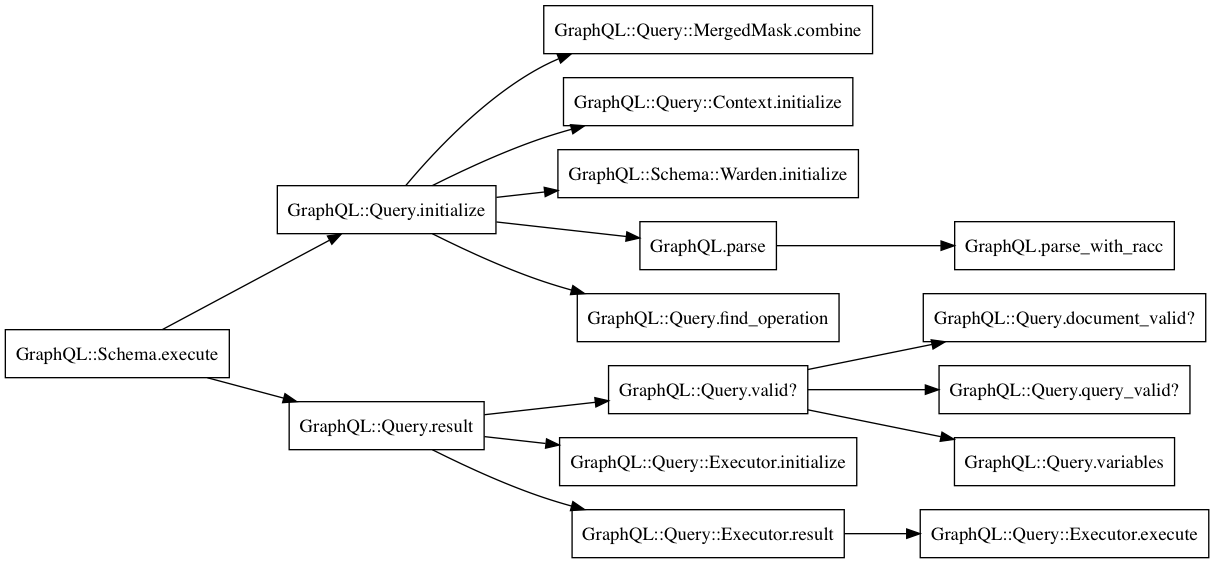 GraphQL::Query::MergedMask.combine
GraphQL::Query::Context.initialize
GraphQL::Schema::Warden.initialize
GraphQL::Query.initialize
GraphQL.parse
GraphQL.parse_with_racc
GraphQL::Query.find_operation
GraphQL::Query.document_valid?
GraphQL::Schema.execute
GraphQL::Query.valid?
GraphQL::Query.query_valid?
GraphQL::Query.result
GraphQL::Query::Executor.initialize
GraphQL::Query.variables
GraphQL::Query::Executor.result
GraphQL::Query::Executor.execute